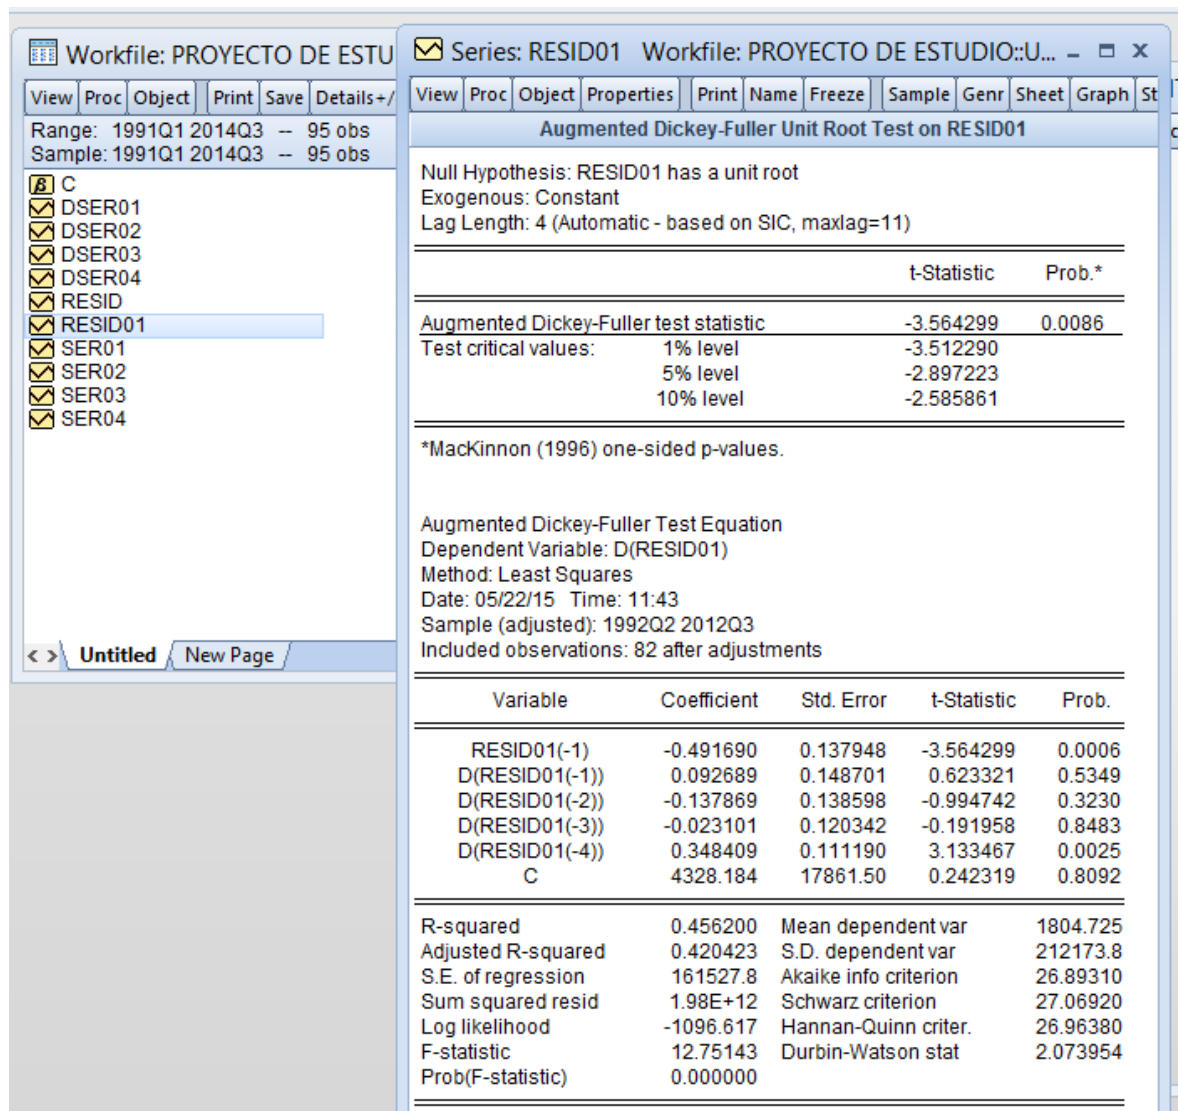 Workfile: PROYECTO DE ESTU
View Proc Object Print Save Details+/
Range: 1991Q1 2014Q3 -- 95 obs
Sample: 1991Q1 2014Q3 -- 95 obs
C
DSER01
DSER02
DSER03
DSER04
RESID
RESID01
SER01
SER02
SER03
SER04
Untitled New Page
Series: RESID01 Workfile: PROYECTO DE ESTUDIO::U...
View Proc Object Properties Print Name Freeze Sample Genr Sheet Graph St
Augmented Dickey-Fuller Unit Root Test on RESID01
Null Hypothesis: RESID01 has a unit root
Exogenous: Constant
Lag Length: 4 (Automatic - based on SIC, maxlag=11)
t-Statistic Prob.*
Augmented Dickey-Fuller test statistic -3.564299 0.0086
Test critical values: 1% level -3.512290
5% level -2.897223
10% level -2.585861
*MacKinnon (1996) one-sided p-values.
Augmented Dickey-Fuller Test Equation
Dependent Variable: D(RESID01)
Method: Least Squares
Date: 05/22/15 Time: 11:43
Sample (adjusted): 1992Q2 2012Q3
Included observations: 82 after adjustments
Variable Coefficient Std. Error t-Statistic Prob.
RESID01(-1) -0.491690 0.137948 -3.564299 0.0006
D(RESID01(-1)) 0.092689 0.148701 0.623321 0.5349
D(RESID01(-2)) -0.137869 0.138598 -0.994742 0.3230
D(RESID01(-3)) -0.023101 0.120342 -0.191958 0.8483
D(RESID01(-4)) 0.348409 0.111190 3.133467 0.0025
C 4328.184 17861.50 0.242319 0.8092
R-squared 0.456200 Mean dependent var 1804.725
Adjusted R-squared 0.420423 S.D. dependent var 212173.8
S.E. of regression 161527.8 Akaike info criterion 26.89310
Sum squared resid 1.98E+12 Schwarz criterion 27.06920
Log likelihood -1096.617 Hannan-Quinn criter. 26.96380
F-statistic 12.75143 Durbin-Watson stat 2.073954
Prob(F-statistic) 0.000000